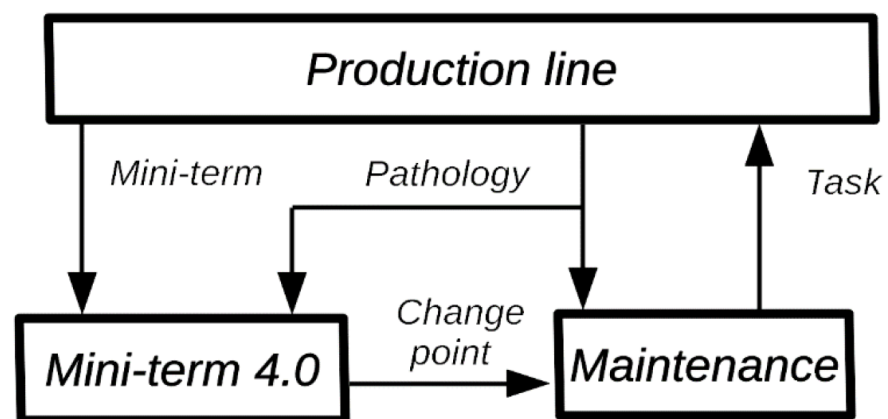 Production line
Mini-term
Pathology
Task
Change
point
Mini-term 4.0
Maintenance